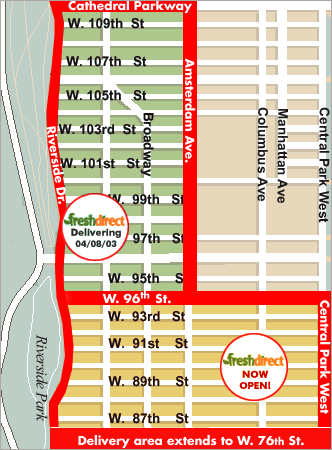 Cathedral Parkway
W. 109th St
W. 107th St
W. 105th St
W. 103rd St
W. 101st St
W. 99th St
W. 97th St
W. 95th St
Riverside Dr.
Broadway
Amsterdam Ave.
Columbus Ave
Manhattan Ave
Central Park West
freshdirect
Delivering
04/08/03
W. 96th St.
W. 93rd St
W. 91st St
W. 89th St
W. 87th St
Riverside Park
freshdirect
NOW
OPEN!
Central Park West
Delivery area extends to W. 76th St.